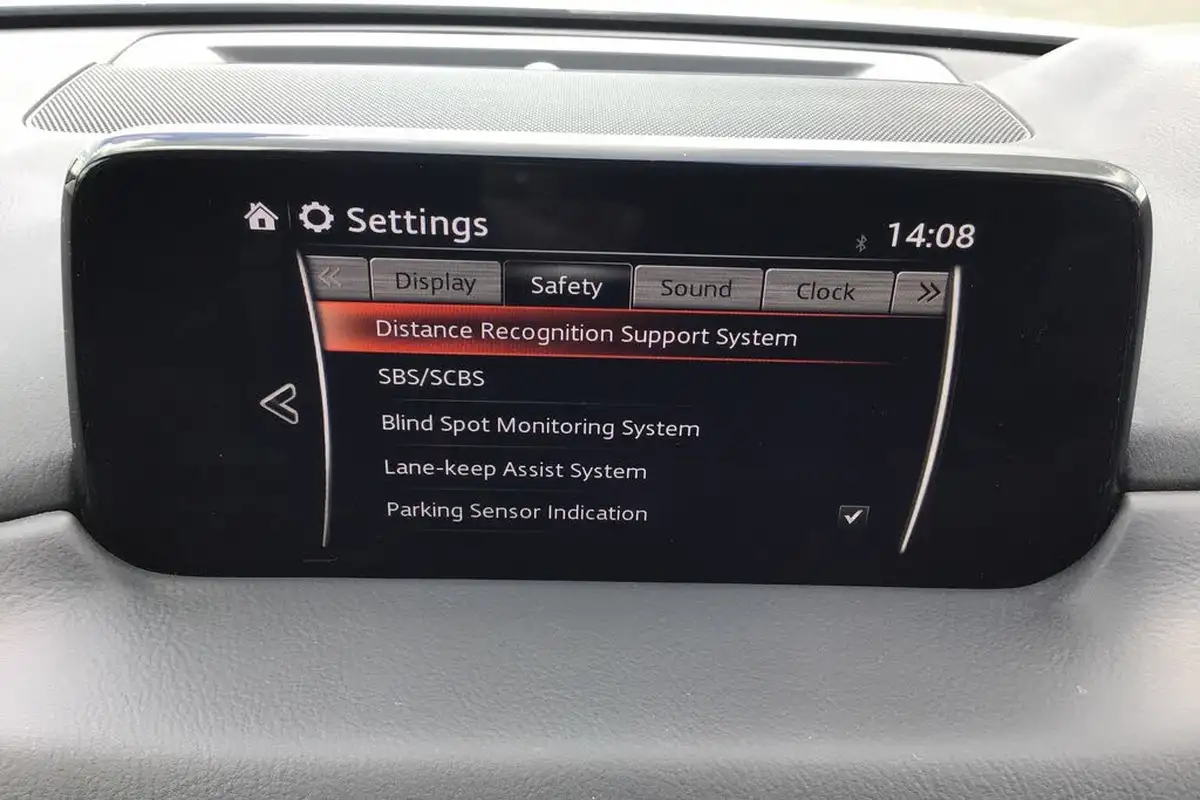 Settings
14:08
Display Safety Sound Clock
Distance Recognition Support System
SBS/SCBS
Blind Spot Monitoring System
Lane-keep Assist System
Parking Sensor Indication